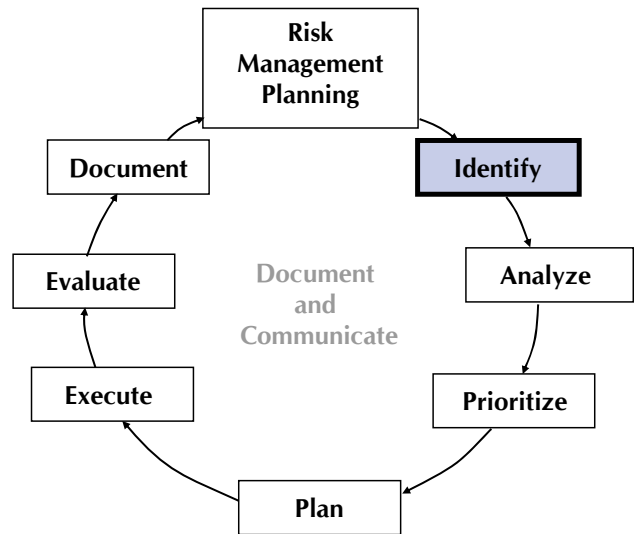 Risk
Management
Planning
Identify
Analyze
Prioritize
Plan
Execute
Evaluate
Document
Document
and
Communicate